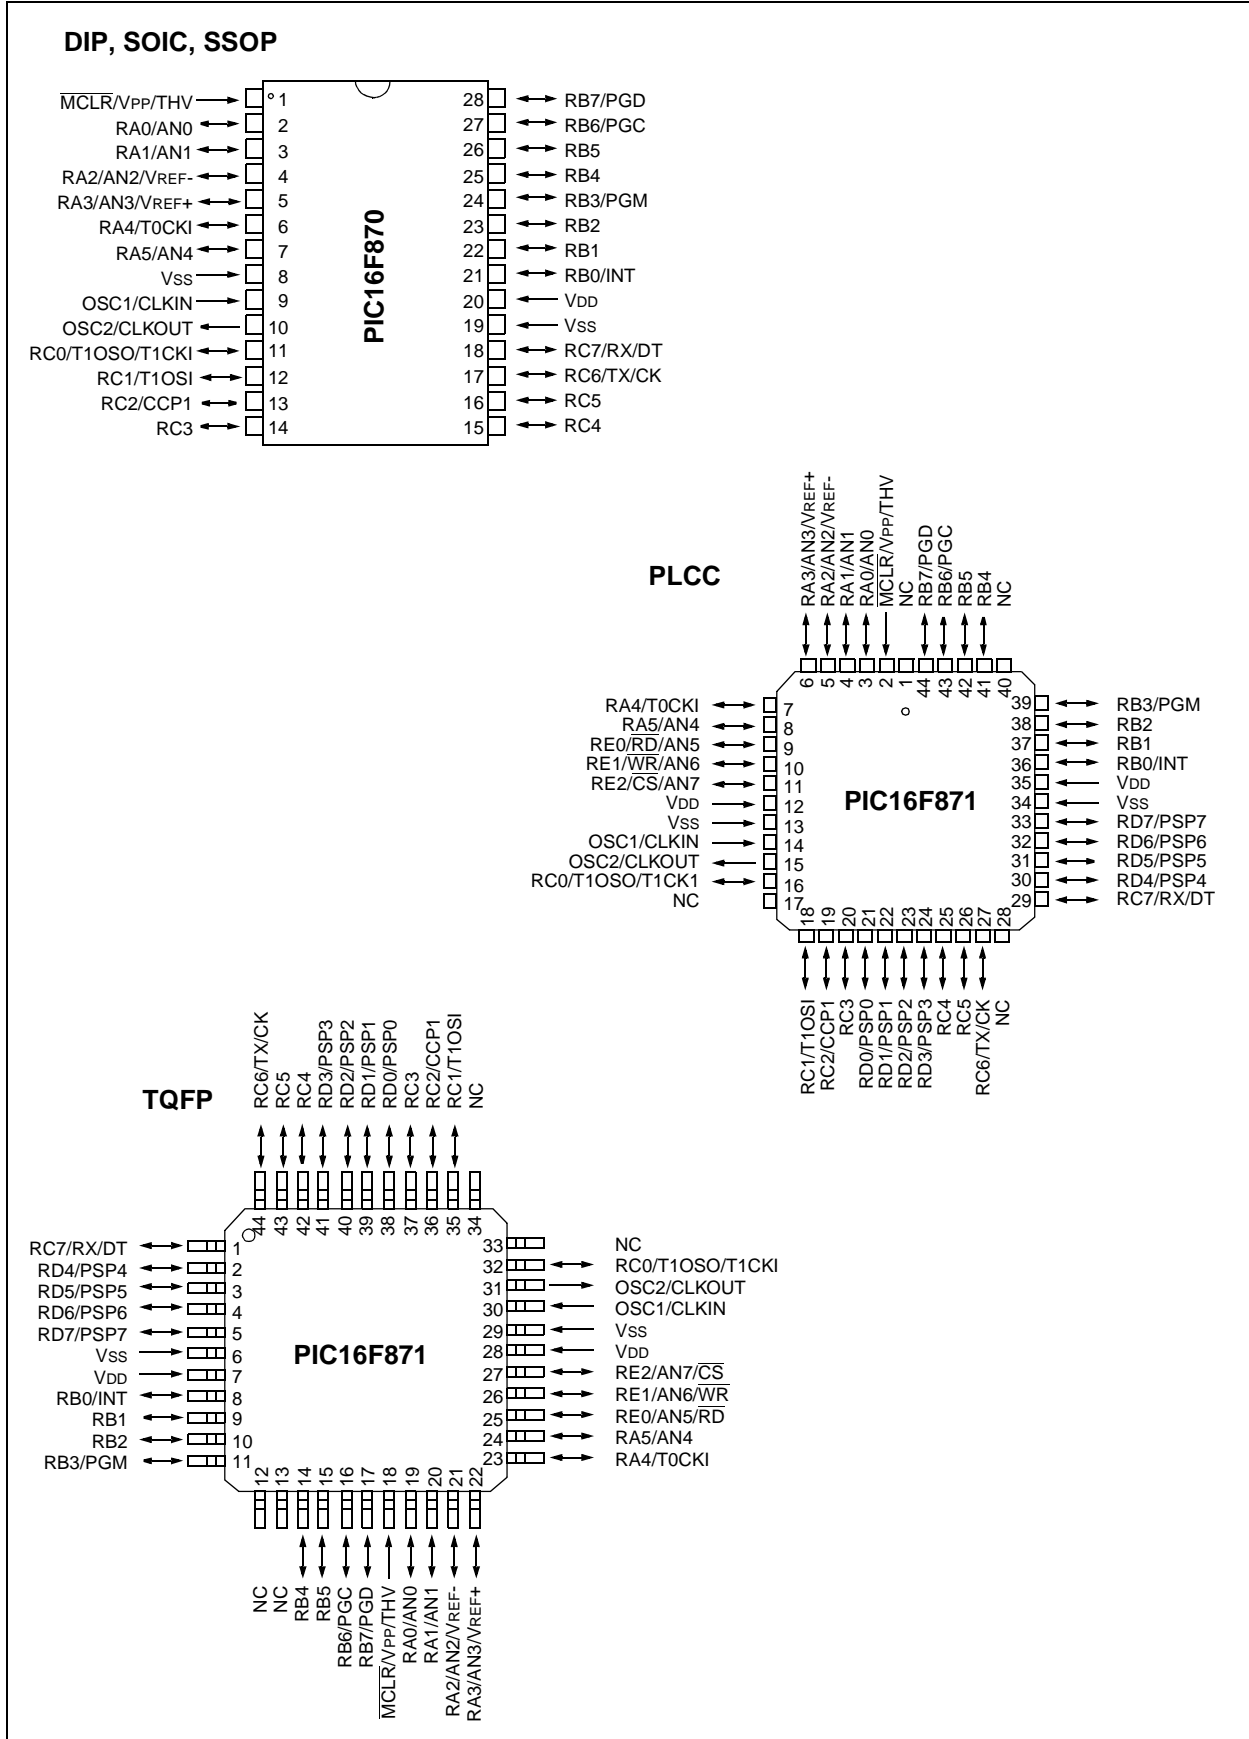 DIP, SOIC, SSOP
MCLR/VPP/THV 1 28 RB7/PGD
RA0/AN0 2 27 RB6/PGC
RA1/AN1 3 26 RB5
RA2/AN2/VREF- 4 25 RB4
RA3/AN3/VREF+ 5 24 RB3/PGM
RA4/T0CKI 6 23 RB2
RA5/AN4 7 22 RB1
VSS 8 21 RB0/INT
OSC1/CLKIN 9 20 VDD
OSC2/CLKOUT 10 19 VSS
RC0/T1OSO/T1CKI 11 18 RC7/RX/DT
RC1/T1OSI 12 17 RC6/TX/CK
RC2/CCP1 13 16 RC5
RC3 14 15 RC4
PIC16F870
PLCC
RA3/AN3/VREF+
RA2/AN2/VREF-
RA1/AN1
RA0/AN0
MCLR/VPP/THV
NC
RB7/PGD
RB6/PGC
RB5
RB4
NC
6 5 4 3 2 1 44 43 42 41 40
RA4/T0CKI 7 39 RB3/PGM
RA5/AN4 8 38 RB2
RE0/RD/AN5 9 37 RB1
RE1/WR/AN6 10 36 RB0/INT
RE2/CS/AN7 11 35 VDD
VDD 12 34 VSS
VSS 13 33 RD7/PSP7
OSC1/CLKIN 14 32 RD6/PSP6
OSC2/CLKOUT 15 31 RD5/PSP5
RC0/T1OSO/T1CK1 16 30 RD4/PSP4
NC 17 29 RC7/RX/DT
PIC16F871
18 19 20 21 22 23 24 25 26 27 28
RC1/T1OSI
RC2/CCP1
RC3
RD0/PSP0
RD1/PSP1
RD2/PSP2
RD3/PSP3
RC4
RC5
RC6/TX/CK
NC
TQFP
RC6/TX/CK
RC5
RC4
RD3/PSP3
RD2/PSP2
RD1/PSP1
RD0/PSP0
RC3
RC2/CCP1
RC1/T1OSI
NC
44 43 42 41 40 39 38 37 36 35 34
RC7/RX/DT 1 33 NC
RD4/PSP4 2 32 RC0/T1OSO/T1CKI
RD5/PSP5 3 31 OSC2/CLKOUT
RD6/PSP6 4 30 OSC1/CLKIN
RD7/PSP7 5 29 VSS
VSS 6 28 VDD
VDD 7 27 RE2/AN7/CS
RB0/INT 8 26 RE1/AN6/WR
RB1 9 25 RE0/AN5/RD
RB2 10 24 RA5/AN4
RB3/PGM 11 23 RA4/T0CKI
PIC16F871
12 13 14 15 16 17 18 19 20 21 22
NC
NC
RB4
RB5
RB6/PGC
RB7/PGD
MCLR/VPP/THV
RA0/AN0
RA1/AN1
RA2/AN2/VREF-
RA3/AN3/VREF+